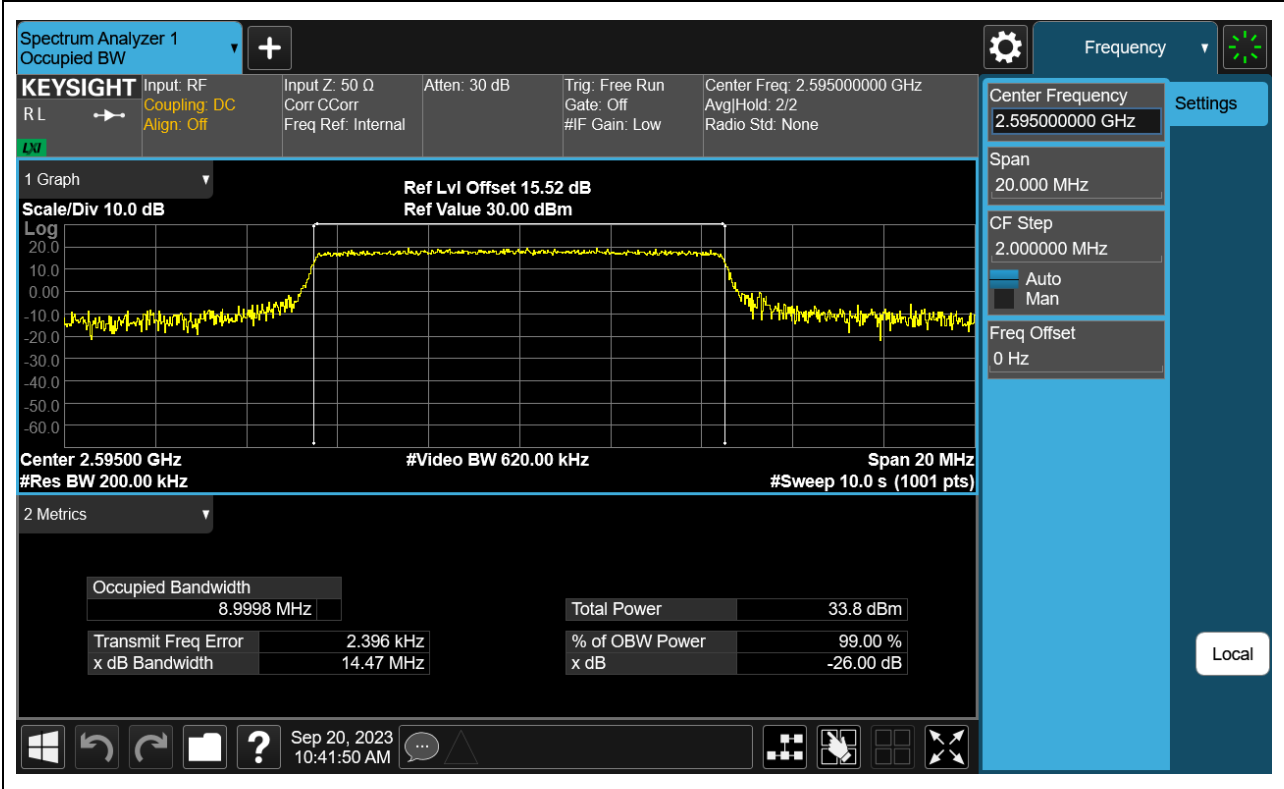 Spectrum Analyzer 1
Occupied BW
▼
+
Frequency
▼
KEYSIGHT
R L
LXI
Input: RF
Coupling: DC
Align: Off
Input Z: 50 Ω
Corr CCorr
Freq Ref: Internal
Atten: 30 dB
Trig: Free Run
Gate: Off
#IF Gain: Low
Center Freq: 2.595000000 GHz
Avg|Hold: 2/2
Radio Std: None
Center Frequency
2.595000000 GHz
Settings
Span
20.000 MHz
CF Step
2.000000 MHz
Auto
Man
Freq Offset
0 Hz
Local
1 Graph ▼
Scale/Div 10.0 dB
Ref Lvl Offset 15.52 dB
Ref Value 30.00 dBm
Log
20.0
10.0
0.00
-10.0
-20.0
-30.0
-40.0
-50.0
-60.0
Center 2.59500 GHz
#Video BW 620.00 kHz
Span 20 MHz
#Res BW 200.00 kHz
#Sweep 10.0 s (1001 pts)
2 Metrics ▼
Occupied Bandwidth
8.9998 MHz
Total Power 33.8 dBm
Transmit Freq Error 2.396 kHz
% of OBW Power 99.00 %
x dB Bandwidth 14.47 MHz
x dB -26.00 dB
?
Sep 20, 2023
10:41:50 AM